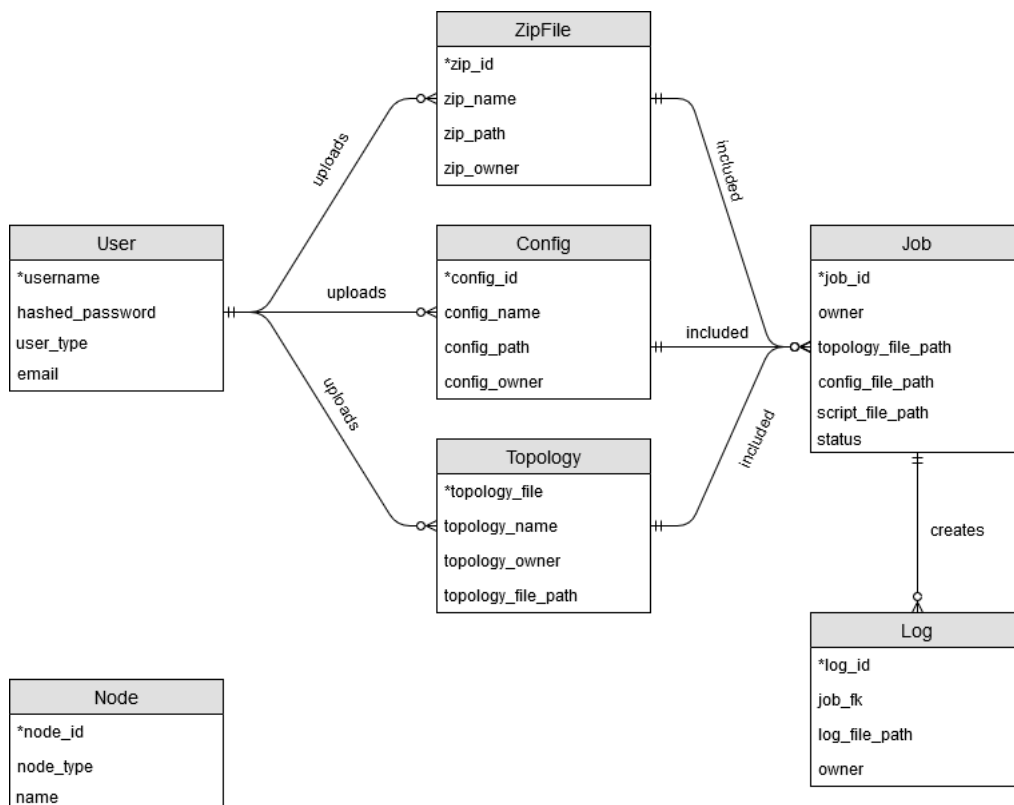 ZipFile
*zip_id
zip_name
zip_path
zip_owner
uploads
included
User
*username
hashed_password
user_type
email
uploads
Config
*config_id
config_name
config_path
config_owner
included
Job
*job_id
owner
topology_file_path
config_file_path
script_file_path
status
uploads
Topology
*topology_file
topology_name
topology_owner
topology_file_path
included
creates
Log
*log_id
job_fk
log_file_path
owner
Node
*node_id
node_type
name